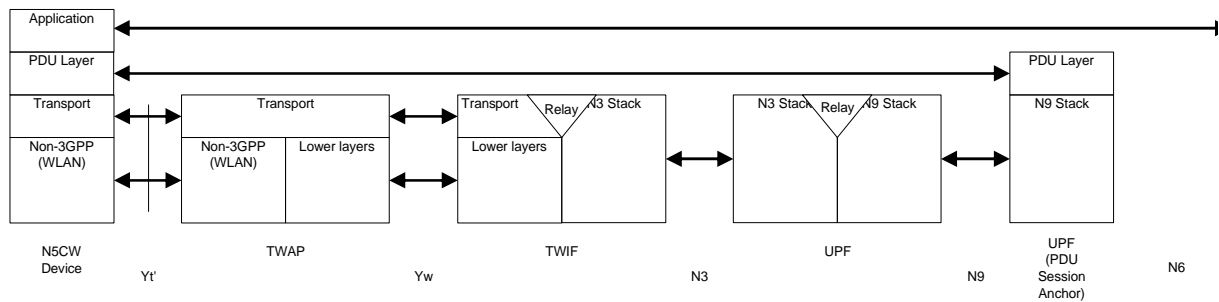 Application
PDU Layer
PDU Layer
Transport
Transport
Transport
Relay
N3 Stack
N3 Stack
Relay
N9 Stack
N9 Stack
Non-3GPP
(WLAN)
Non-3GPP
(WLAN)
Lower layers
Lower layers
N5CW
Device
Yt'
TWAP
Yw
TWIF
N3
UPF
N9
UPF
(PDU
Session
Anchor)
N6